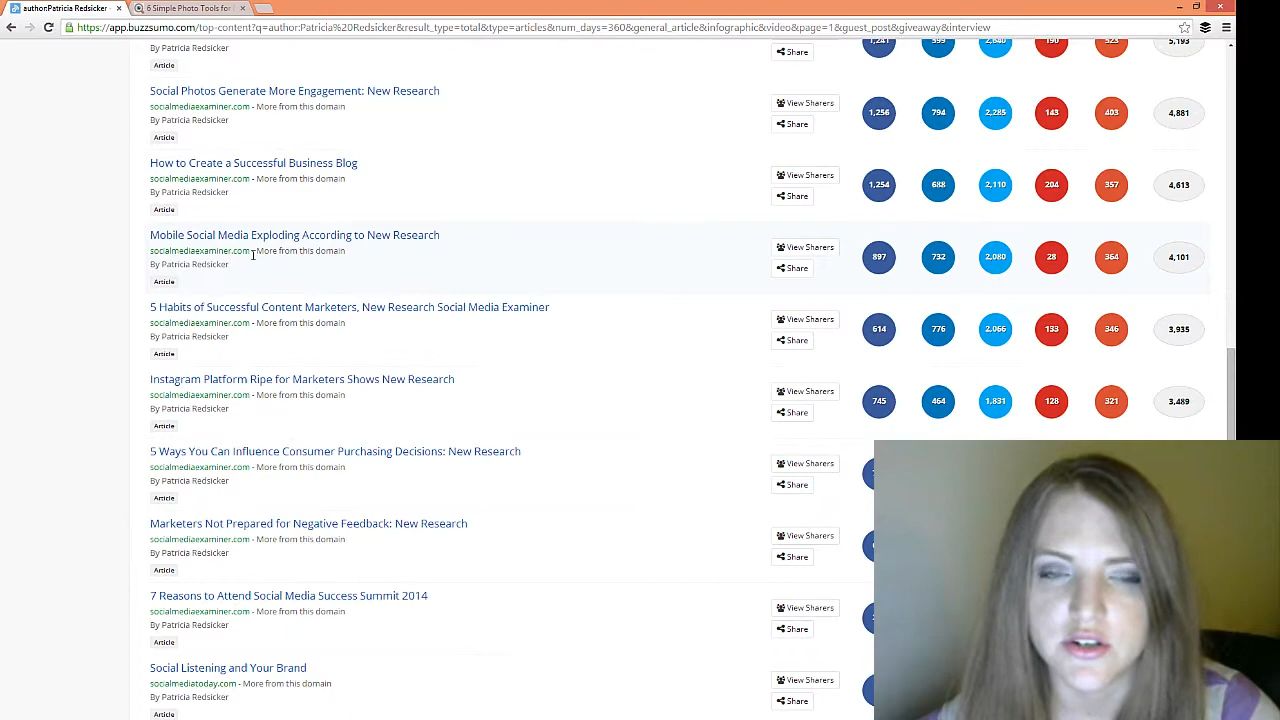 author:Patricia Redsicker -
6 Simple Photo Tools for
https://app.buzzsumo.com/top-content?q=author:Patricia%20Redsicker&result_type=total&type=articles&num_days=360&general_article&infographic&video&page=1&guest_post&giveaway&interview
By Patricia Redsicker
Share
5,193
Article
Social Photos Generate More Engagement: New Research
socialmediaexaminer.com - More from this domain
By Patricia Redsicker
Article
View Sharers
Share
1,256 794 2,285 143 403 4,881
How to Create a Successful Business Blog
socialmediaexaminer.com - More from this domain
By Patricia Redsicker
Article
View Sharers
Share
1,254 688 2,110 204 357 4,613
Mobile Social Media Exploding According to New Research
socialmediaexaminer.com - More from this domain
By Patricia Redsicker
Article
View Sharers
Share
897 732 2,080 28 364 4,101
5 Habits of Successful Content Marketers, New Research Social Media Examiner
socialmediaexaminer.com - More from this domain
By Patricia Redsicker
Article
View Sharers
Share
614 776 2,066 133 346 3,935
Instagram Platform Ripe for Marketers Shows New Research
socialmediaexaminer.com - More from this domain
By Patricia Redsicker
Article
View Sharers
Share
745 464 1,831 128 321 3,489
5 Ways You Can Influence Consumer Purchasing Decisions: New Research
socialmediaexaminer.com - More from this domain
By Patricia Redsicker
Article
View Sharers
Share
Marketers Not Prepared for Negative Feedback: New Research
socialmediaexaminer.com - More from this domain
By Patricia Redsicker
Article
View Sharers
Share
7 Reasons to Attend Social Media Success Summit 2014
socialmediaexaminer.com - More from this domain
By Patricia Redsicker
Article
View Sharers
Share
Social Listening and Your Brand
socialmediatoday.com - More from this domain
By Patricia Redsicker
Article
View Sharers
Share